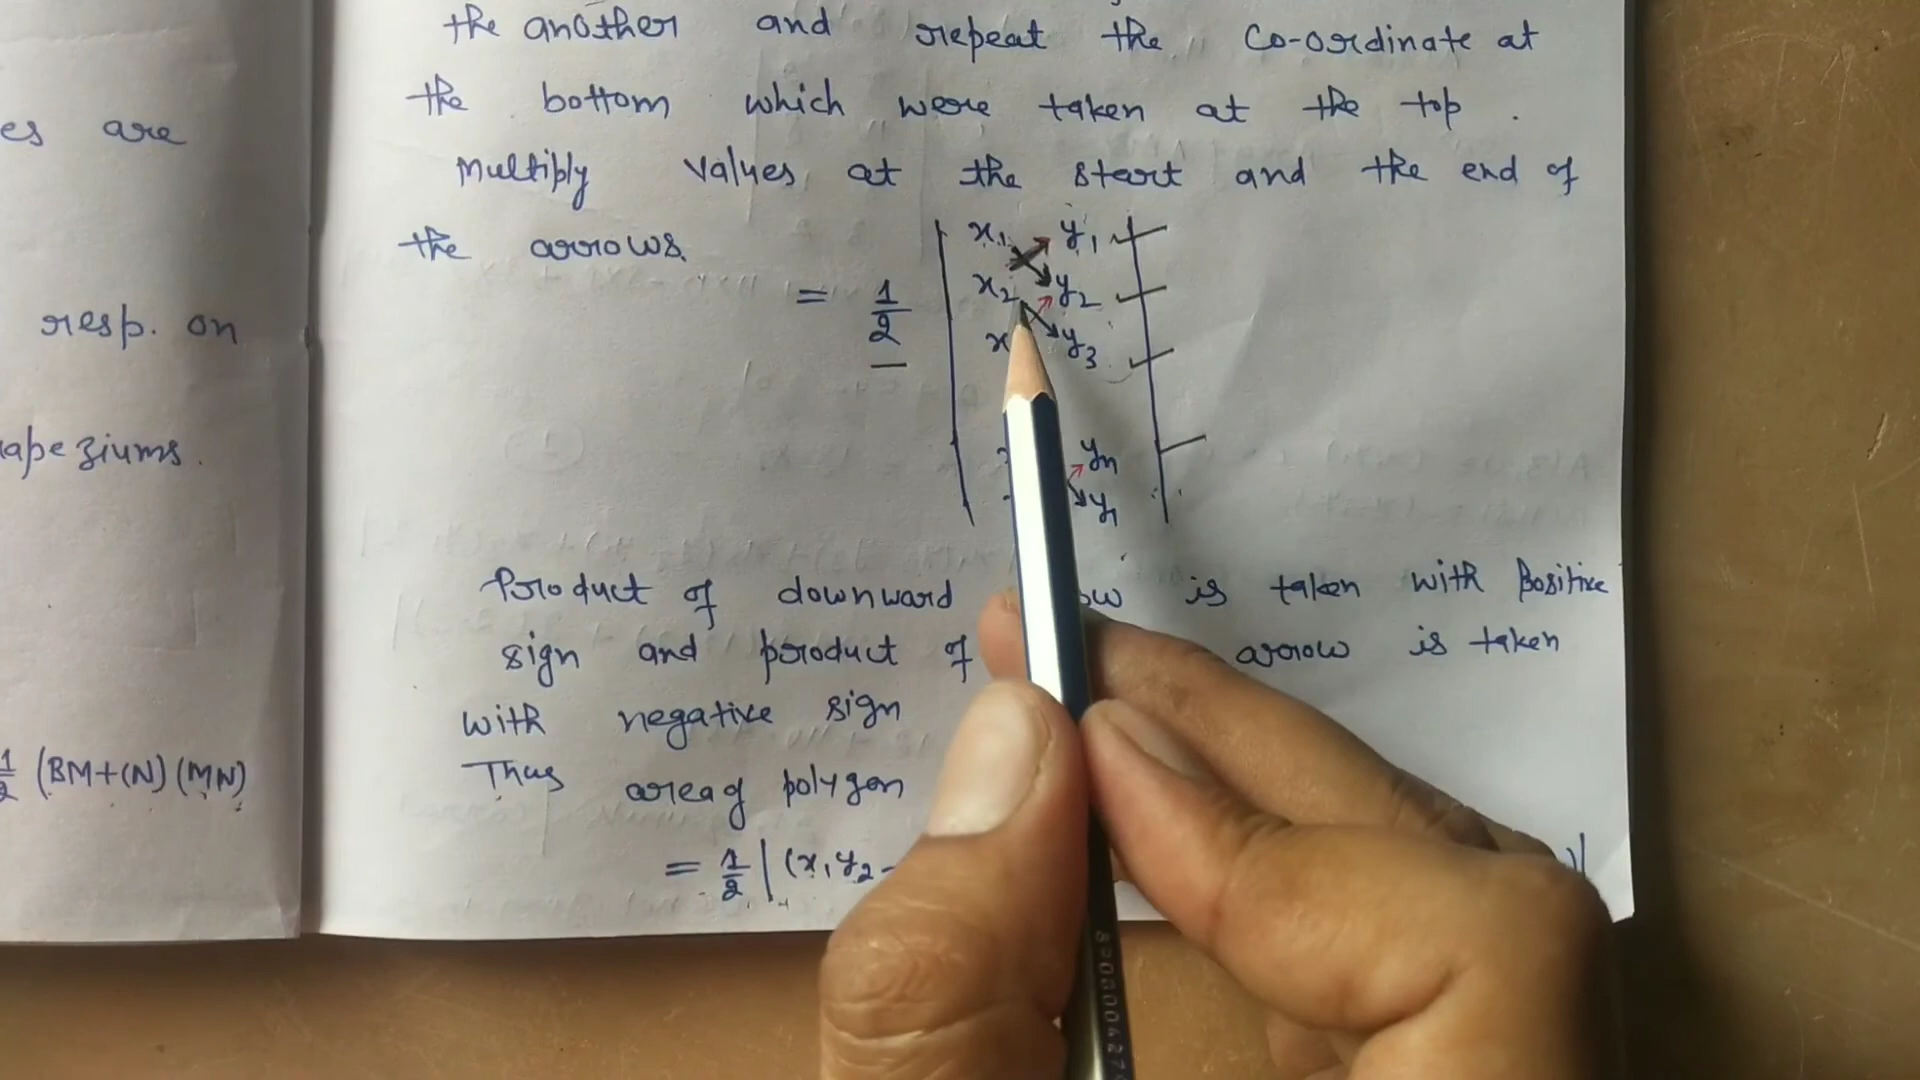 es are
resp. on
apeziums.
1/2 (BM+CN) (MN)
the another and repeat the Co-ordinate at
the bottom which were taken at the top.
Multiply values at the start and the end of
the arrows.
= 1/2 | x1 y1
x2 y2
x y3
yn
y1 |
Product of downward ow is taken with Positive
sign and product of arrow is taken
with negative sign
Thus area of polygon
= 1/2 | (x1y2 - )|